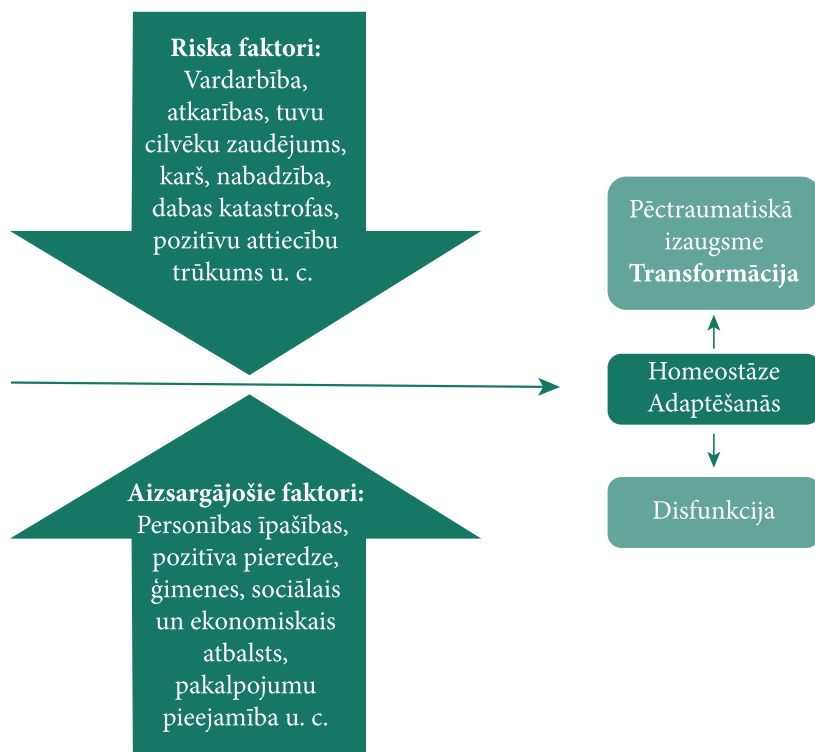 Riska faktori:
Vardarbība,
atkarības, tuvu
cilvēku zaudējums,
karš, nabadzība,
dabas katastrofas,
pozitīvu attiecību
trūkums u. c.
Pēctraumatiskā
izaugsme
Transformācija
Homeostāze
Adaptēšanās
Disfunkcija
Aizsargājošie faktori:
Personības īpašības,
pozitīva pieredze,
ģimenes, sociālais
un ekonomiskais
atbalsts,
pakalpojumu
pieejamība u. c.